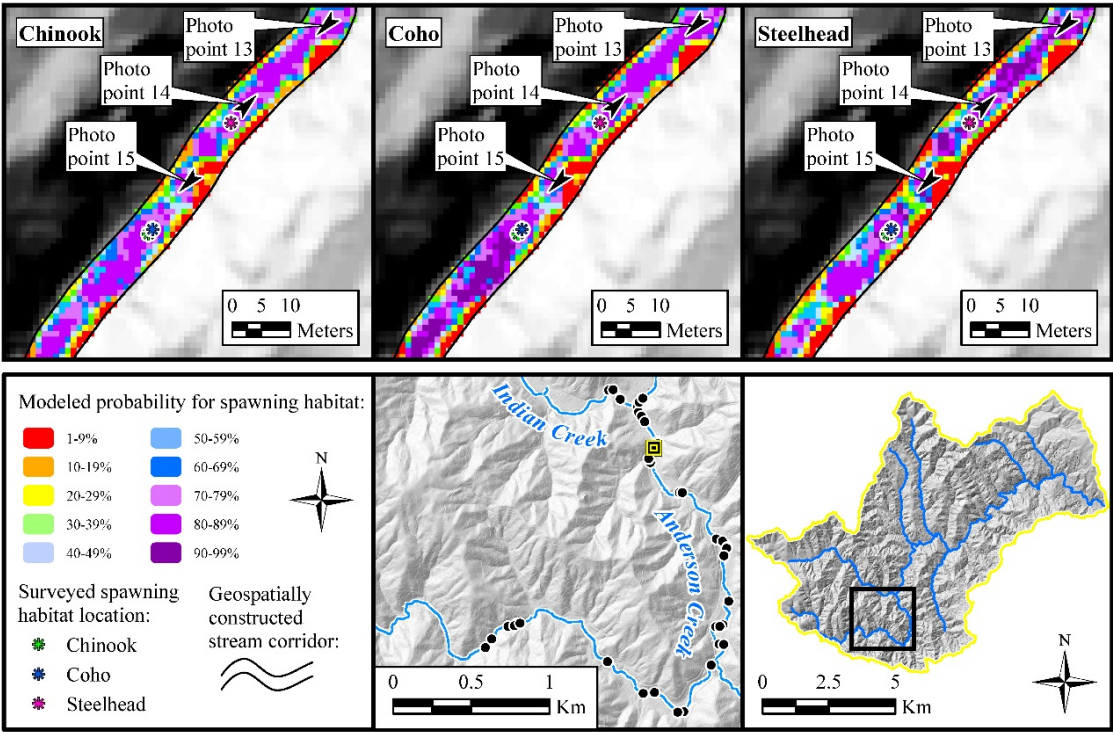 Chinook
Photo
point 13
Photo
point 14
Photo
point 15
0 5 10
Meters
Coho
Photo
point 13
Photo
point 14
Photo
point 15
0 5 10
Meters
Steelhead
Photo
point 13
Photo
point 14
Photo
point 15
0 5 10
Meters
Modeled probability for spawning habitat:
1-9%
10-19%
20-29%
30-39%
40-49%
50-59%
60-69%
70-79%
80-89%
90-99%
N
Surveyed spawning
habitat location:
Chinook
Coho
Steelhead
Geospatially
constructed
stream corridor:
Indian Creek
Anderson Creek
0 0.5 1
Km
N
0 2.5 5
Km